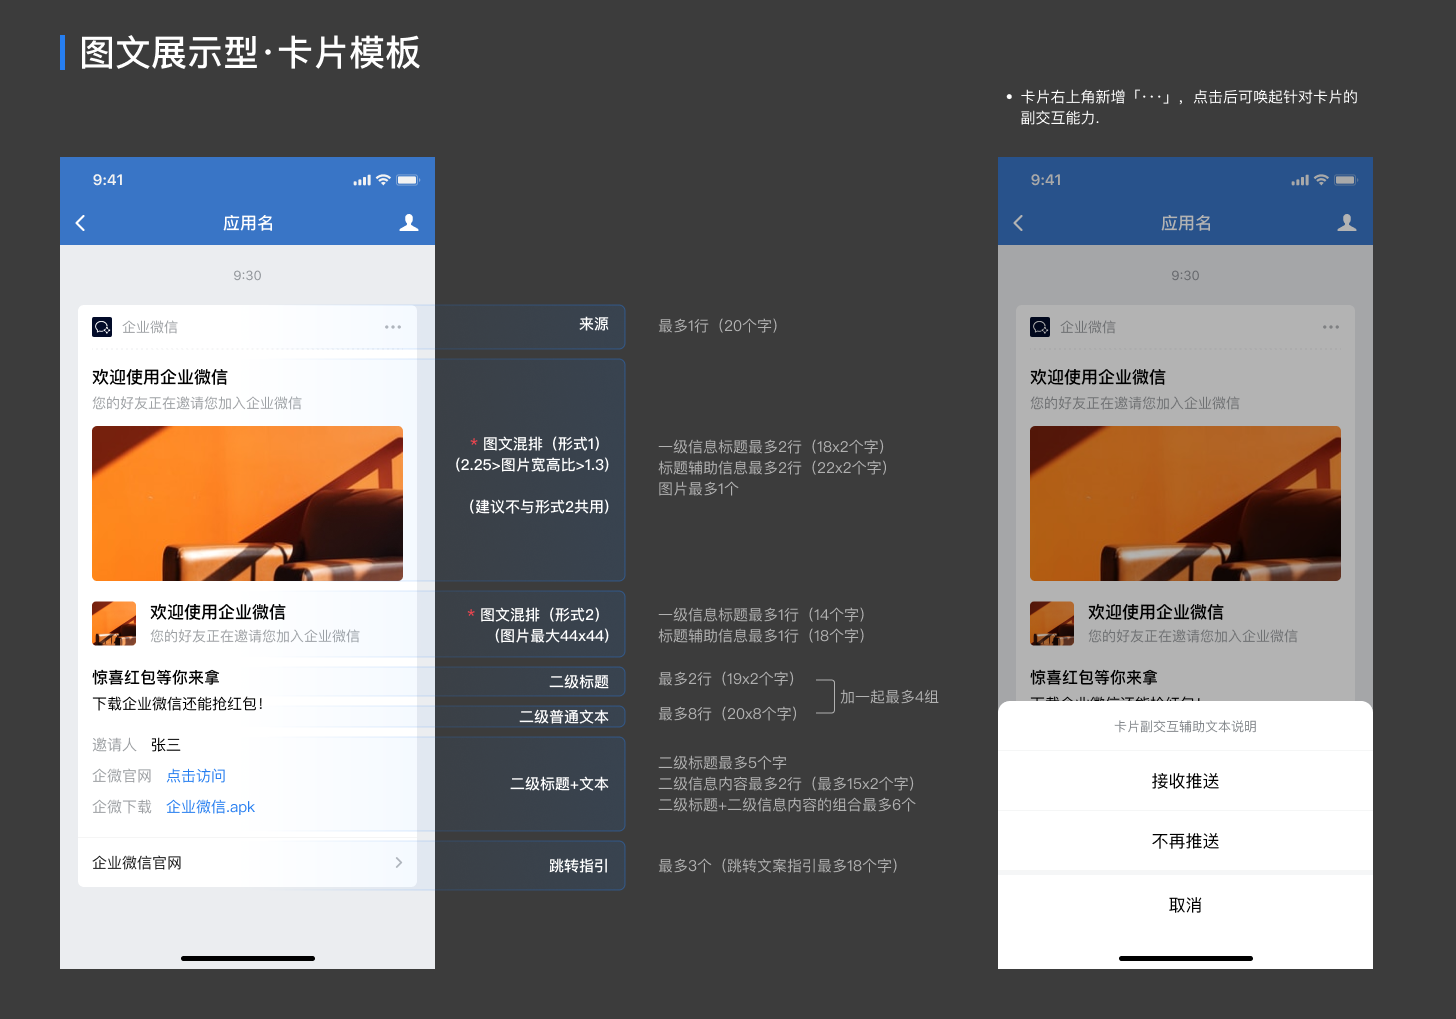 图文展示型·卡片模板
卡片右上角新增「···」，点击后可唤起针对卡片的
副交互能力.
9:41
应用名
9:30
企业微信
欢迎使用企业微信
您的好友正在邀请您加入企业微信
欢迎使用企业微信
您的好友正在邀请您加入企业微信
惊喜红包等你来拿
下载企业微信还能抢红包！
邀请人 张三
企微官网 点击访问
企微下载 企业微信.apk
企业微信官网
来源
最多1行（20个字）
* 图文混排（形式1）
(2.25>图片宽高比>1.3)
（建议不与形式2共用）
一级信息标题最多2行（18x2个字）
标题辅助信息最多2行（22x2个字）
图片最多1个
* 图文混排（形式2）
(图片最大44x44)
一级信息标题最多1行（14个字）
标题辅助信息最多1行（18个字）
二级标题
最多2行（19x2个字）
二级普通文本
最多8行（20x8个字）
加一起最多4组
二级标题+文本
二级标题最多5个字
二级信息内容最多2行（最多15x2个字）
二级标题+二级信息内容的组合最多6个
跳转指引
最多3个（跳转文案指引最多18个字）
9:41
应用名
9:30
企业微信
欢迎使用企业微信
您的好友正在邀请您加入企业微信
欢迎使用企业微信
您的好友正在邀请您加入企业微信
惊喜红包等你来拿
下载企业微信还能抢红包！
卡片副交互辅助文本说明
接收推送
不再推送
取消